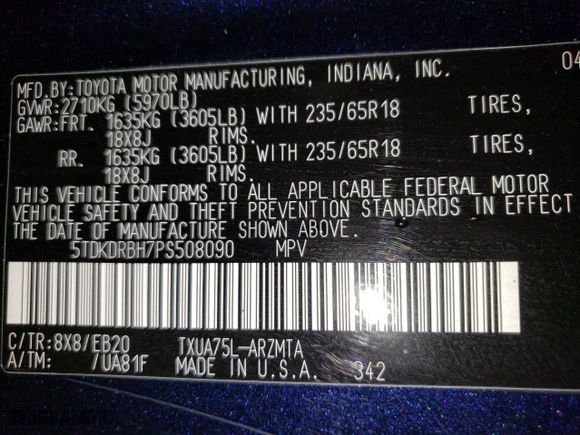 04
MFD.BY:TOYOTA MOTOR MANUFACTURING, INDIANA, INC.
GVWR:2710KG (5970LB)
GAWR:FRT. 1635KG (3605LB) WITH 235/65R18 TIRES,
18X8J RIMS.
RR. 1635KG (3605LB) WITH 235/65R18 TIRES,
18X8J RIMS.
THIS VEHICLE CONFORMS TO ALL APPLICABLE FEDERAL MOTOR
VEHICLE SAFETY AND THEFT PREVENTION STANDARDS IN EFFECT
THE DATE OF MANUFACTURE SHOWN ABOVE.
5TDKDRBH7PS508090 MPV
C/TR:8X8/EB20 TXUA75L-ARZMTA
A/TM: /UA81F MADE IN U.S.A. 342